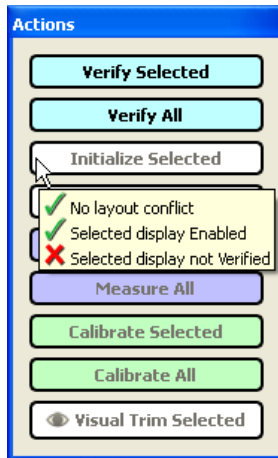 Actions
Verify Selected
Verify All
Initialize Selected
No layout conflict
Selected display Enabled
Selected display not Verified
Measure All
Calibrate Selected
Calibrate All
Visual Trim Selected